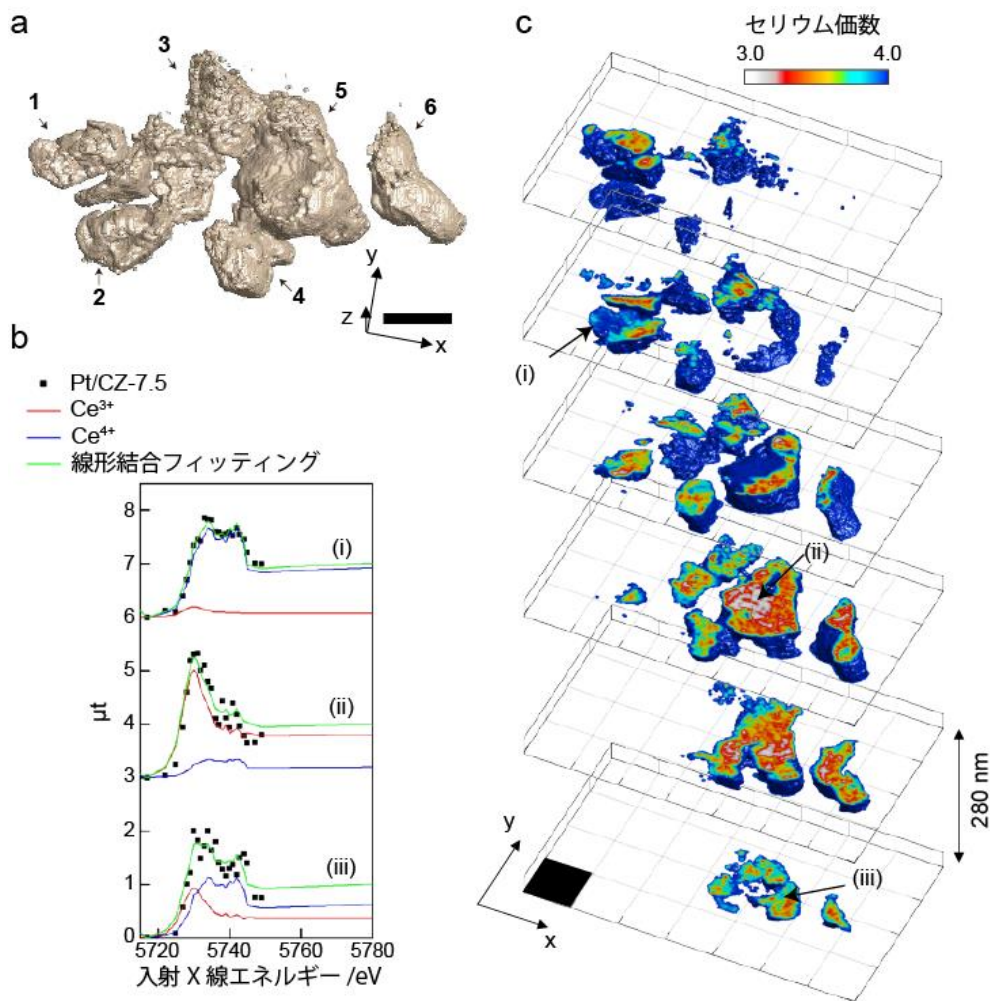 a
3
5
1
6
2
4
y
z
x
b
Pt/CZ-7.5
Ce³⁺
Ce⁴⁺
線形結合フィッティング
8
7
6
5
4
3
2
1
0
(i)
(ii)
(iii)
μt
5720
5740
5760
5780
入射 X 線エネルギー /eV
c
セリウム価数
3.0
4.0
(i)
(ii)
(iii)
280 nm
y
x